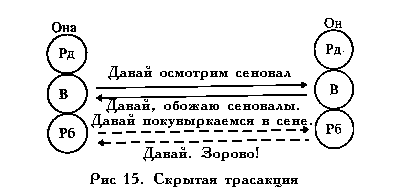 Она
Он
Рд
Рд.
Давай осмотрим сеновал
В
В
Давай, обожаю сеновалы.
Давай покувыркаемся в сене.
Рб
Рб
Давай. Зорово!
Рис 15. Скрытая трасакция